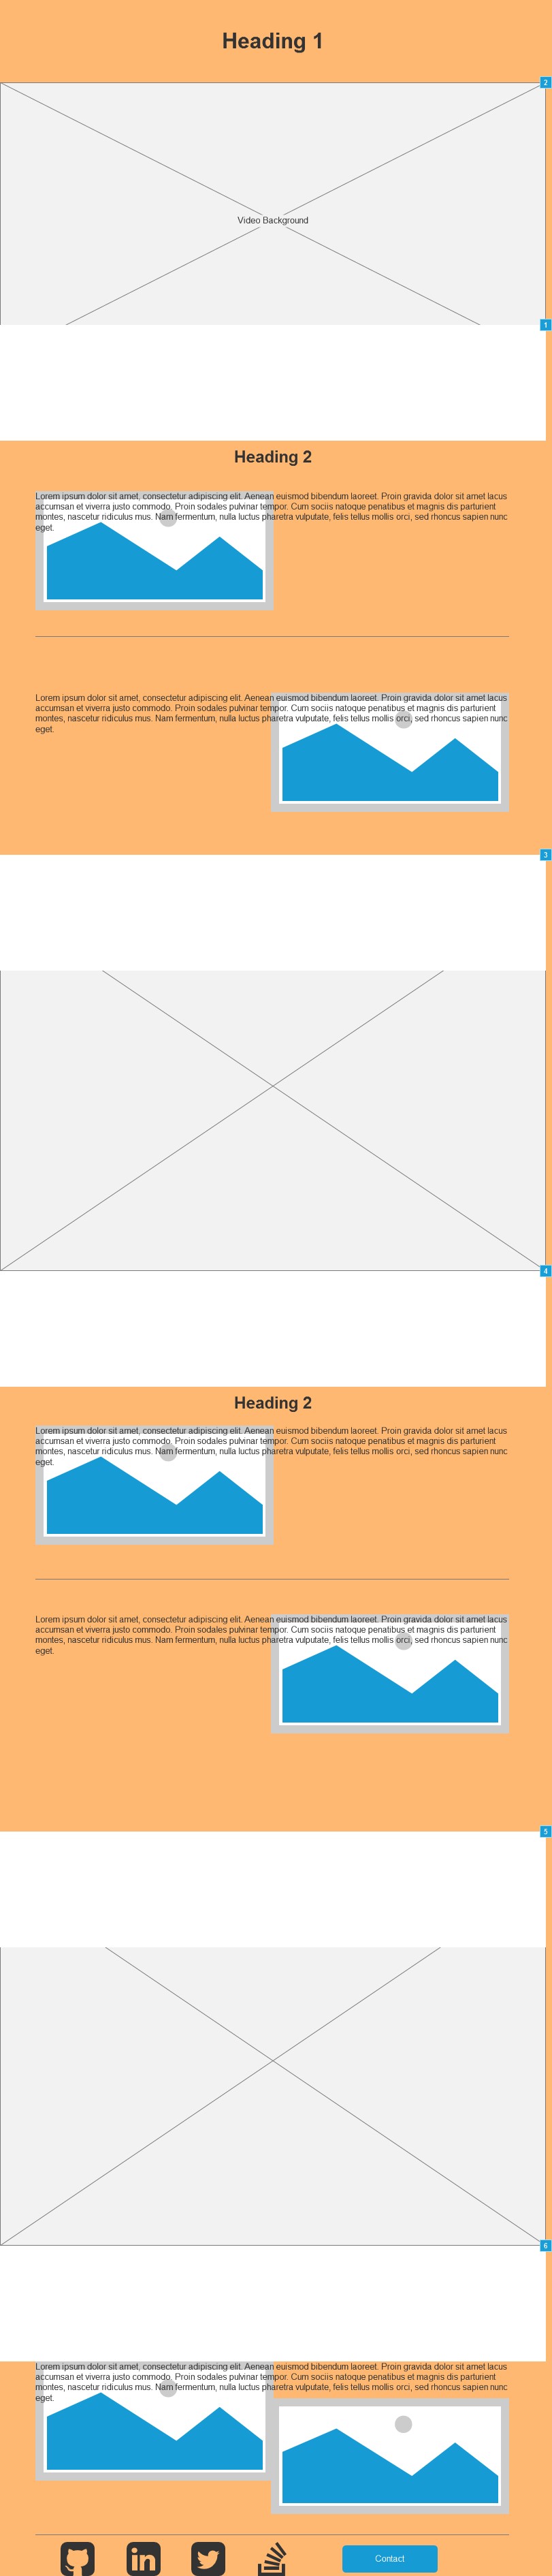 Heading 1
2
Video Background
1
Heading 2
Lorem ipsum dolor sit amet, consectetur adipiscing elit. Aenean euismod bibendum laoreet. Proin gravida dolor sit amet lacus
accumsan et viverra justo commodo. Proin sodales pulvinar tempor. Cum sociis natoque penatibus et magnis dis parturient
montes, nascetur ridiculus mus. Nam fermentum, nulla luctus pharetra vulputate, felis tellus mollis orci, sed rhoncus sapien nunc
eget.
Lorem ipsum dolor sit amet, consectetur adipiscing elit. Aenean euismod bibendum laoreet. Proin gravida dolor sit amet lacus
accumsan et viverra justo commodo. Proin sodales pulvinar tempor. Cum sociis natoque penatibus et magnis dis parturient
montes, nascetur ridiculus mus. Nam fermentum, nulla luctus pharetra vulputate, felis tellus mollis orci, sed rhoncus sapien nunc
eget.
3
4
Heading 2
Lorem ipsum dolor sit amet, consectetur adipiscing elit. Aenean euismod bibendum laoreet. Proin gravida dolor sit amet lacus
accumsan et viverra justo commodo. Proin sodales pulvinar tempor. Cum sociis natoque penatibus et magnis dis parturient
montes, nascetur ridiculus mus. Nam fermentum, nulla luctus pharetra vulputate, felis tellus mollis orci, sed rhoncus sapien nunc
eget.
Lorem ipsum dolor sit amet, consectetur adipiscing elit. Aenean euismod bibendum laoreet. Proin gravida dolor sit amet lacus
accumsan et viverra justo commodo. Proin sodales pulvinar tempor. Cum sociis natoque penatibus et magnis dis parturient
montes, nascetur ridiculus mus. Nam fermentum, nulla luctus pharetra vulputate, felis tellus mollis orci, sed rhoncus sapien nunc
eget.
5
6
Lorem ipsum dolor sit amet, consectetur adipiscing elit. Aenean euismod bibendum laoreet. Proin gravida dolor sit amet lacus
accumsan et viverra justo commodo. Proin sodales pulvinar tempor. Cum sociis natoque penatibus et magnis dis parturient
montes, nascetur ridiculus mus. Nam fermentum, nulla luctus pharetra vulputate, felis tellus mollis orci, sed rhoncus sapien nunc
eget.
in
Contact